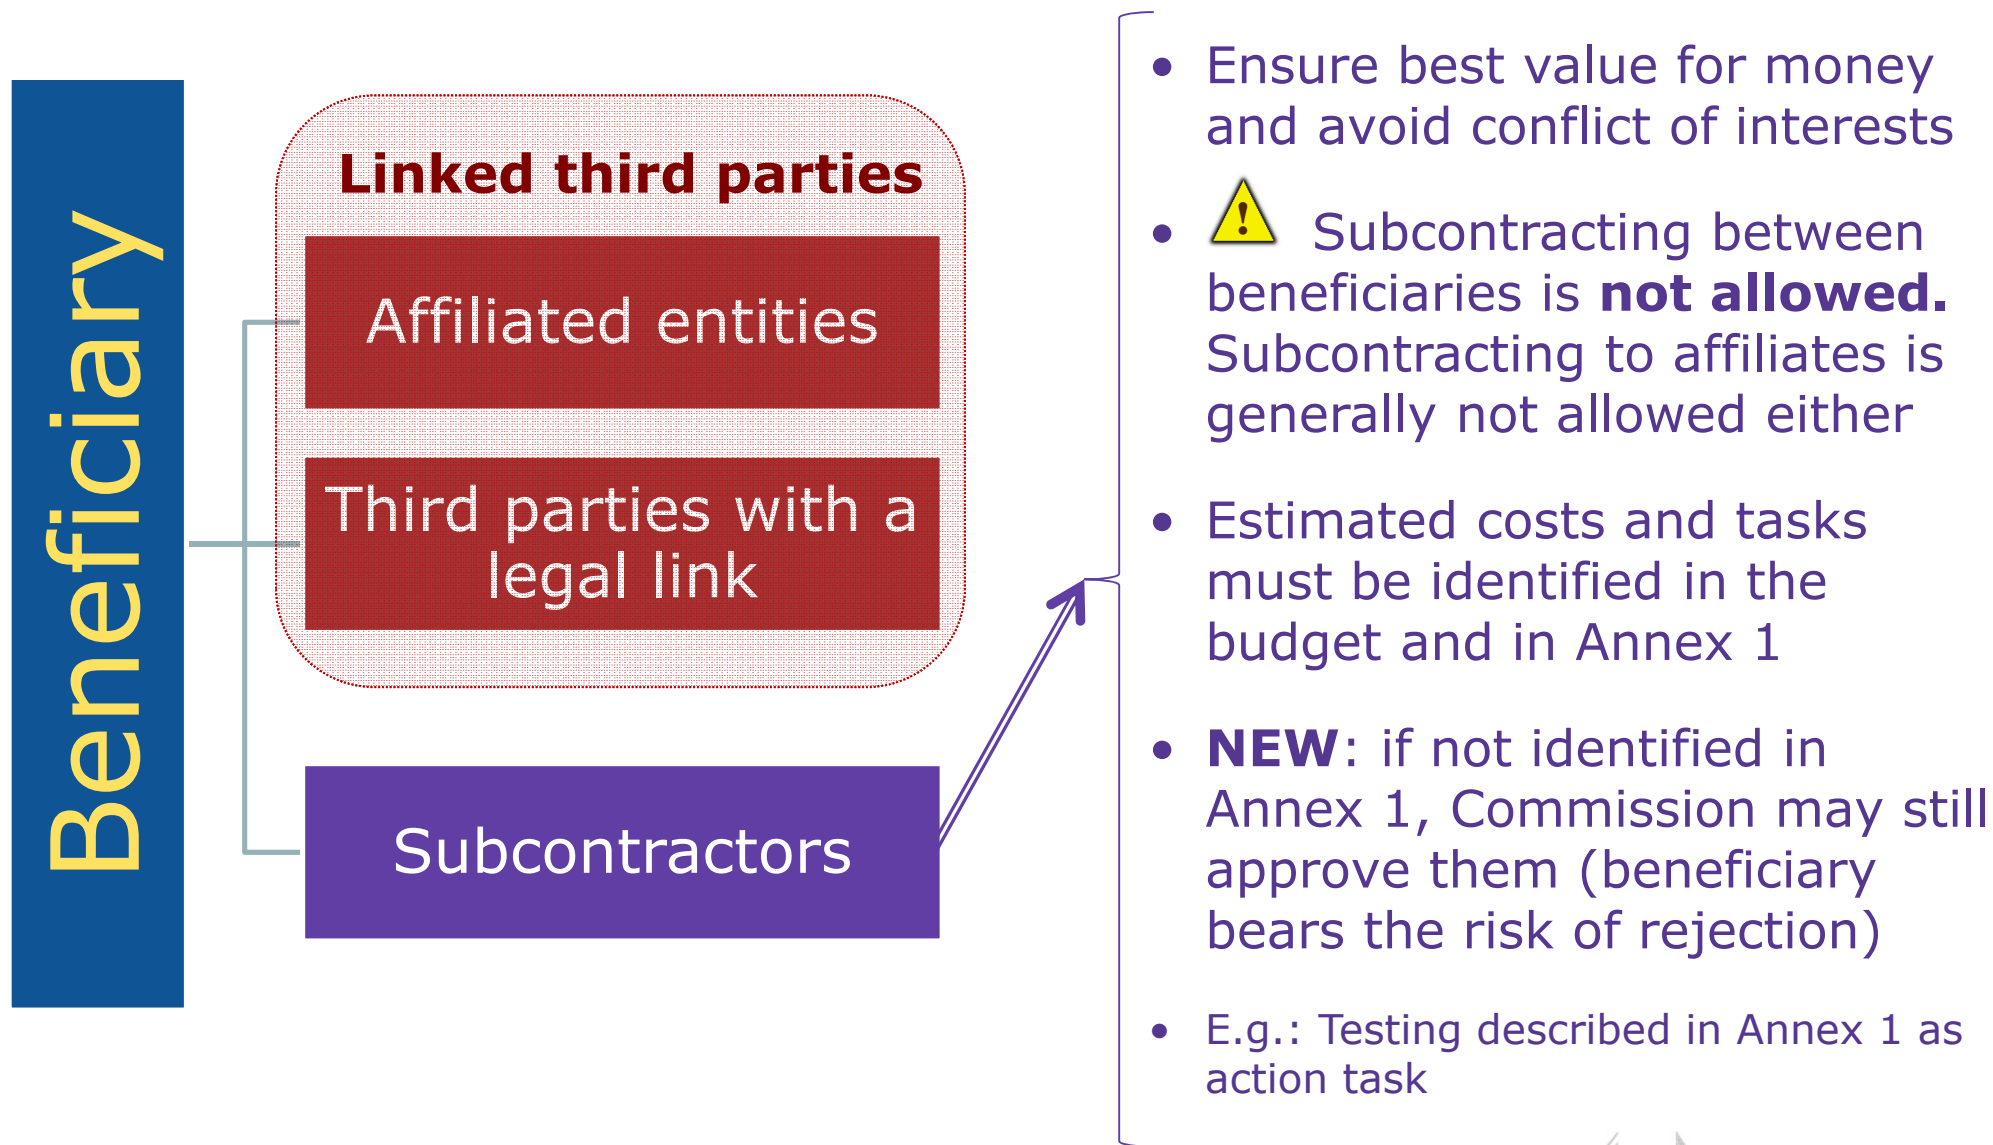 Beneficiary
Linked third parties
Affiliated entities
Third parties with a
legal link
Subcontractors
• Ensure best value for money
and avoid conflict of interests
• ! Subcontracting between
beneficiaries is not allowed.
Subcontracting to affiliates is
generally not allowed either
• Estimated costs and tasks
must be identified in the
budget and in Annex 1
• NEW: if not identified in
Annex 1, Commission may still
approve them (beneficiary
bears the risk of rejection)
• E.g.: Testing described in Annex 1 as
action task